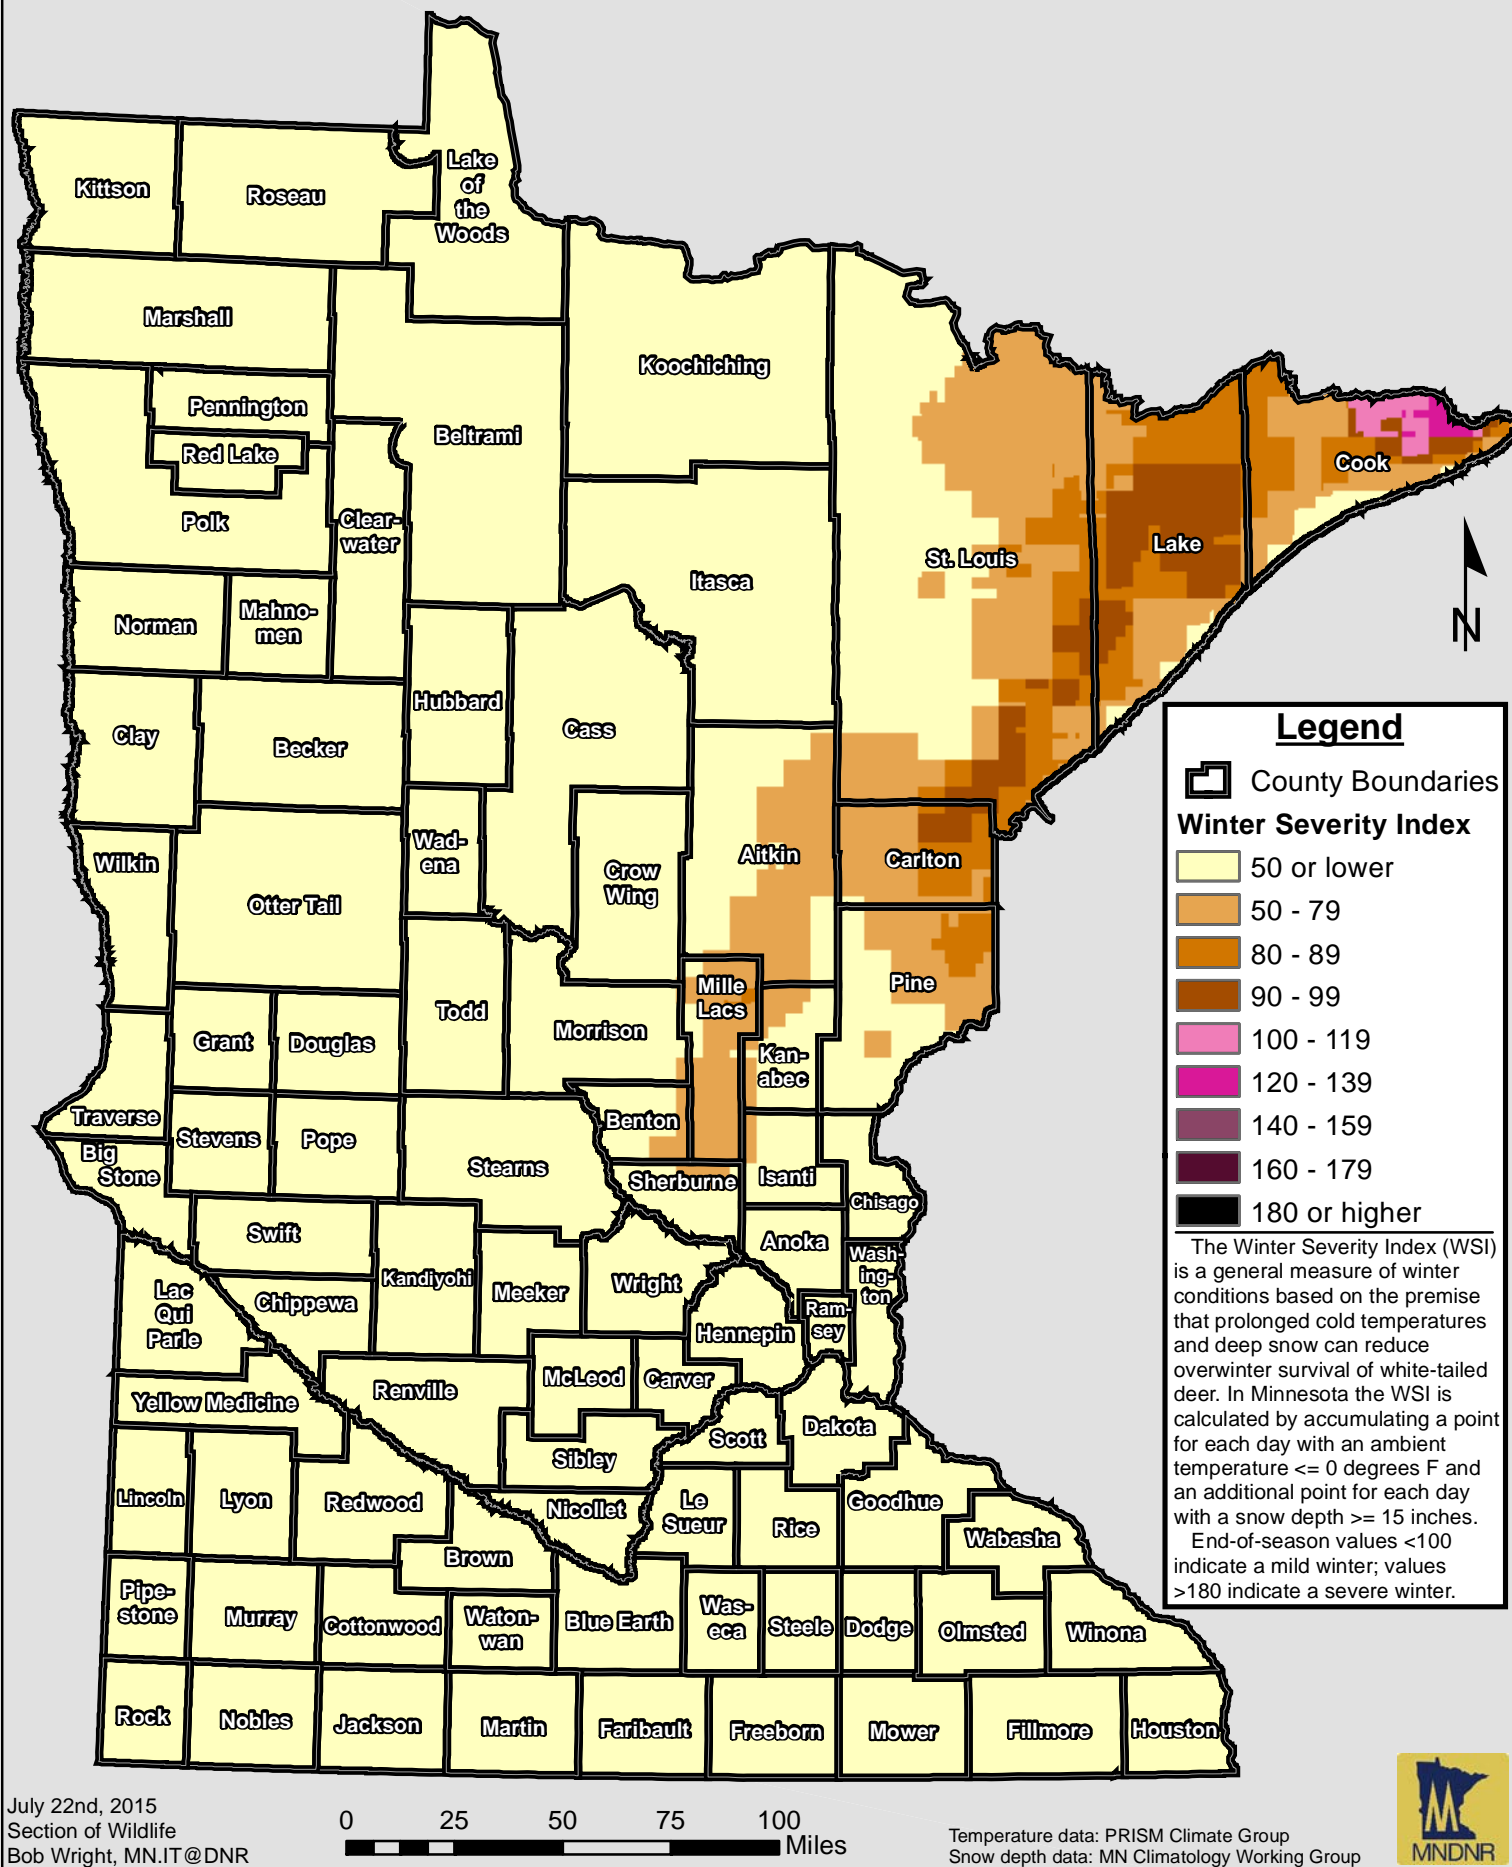 Kittson
Roseau
Lake
of
the
Woods
Marshall
Koochiching
Pennington
Beltrami
Red Lake
Cook
Polk
Clear-
water
St. Louis
Lake
Itasca
Norman
Mahno-
men
N
Hubbard
Cass
Clay
Becker
Wilkin
Wad-
ena
Crow
Wing
Aitkin
Carlton
Otter Tail
Mille
Lacs
Pine
Todd
Morrison
Grant
Douglas
Kan-
abec
Traverse
Stevens
Pope
Benton
Big
Stone
Stearns
Sherburne
Isanti
Chisago
Swift
Anoka
Wash-
ing-
ton
Kandiyohi
Meeker
Wright
Lac
Qui
Parle
Chippewa
Ram-
sey
Hennepin
McLeod
Carver
Renville
Yellow Medicine
Scott
Dakota
Sibley
Lincoln
Lyon
Redwood
Nicollet
Le
Sueur
Rice
Goodhue
Wabasha
Brown
Pipe-
stone
Murray
Cottonwood
Waton-
wan
Blue Earth
Was-
eca
Steele
Dodge
Olmsted
Winona
Rock
Nobles
Jackson
Martin
Faribault
Freeborn
Mower
Fillmore
Houston
Legend
County Boundaries
Winter Severity Index
50 or lower
50 - 79
80 - 89
90 - 99
100 - 119
120 - 139
140 - 159
160 - 179
180 or higher
The Winter Severity Index (WSI)
is a general measure of winter
conditions based on the premise
that prolonged cold temperatures
and deep snow can reduce
overwinter survival of white-tailed
deer. In Minnesota the WSI is
calculated by accumulating a point
for each day with an ambient
temperature <= 0 degrees F and
an additional point for each day
with a snow depth >= 15 inches.
End-of-season values <100
indicate a mild winter; values
>180 indicate a severe winter.
July 22nd, 2015
Section of Wildlife
Bob Wright, MN.IT@DNR
0 25 50 75 100
Miles
Temperature data: PRISM Climate Group
Snow depth data: MN Climatology Working Group
M
MNDNR